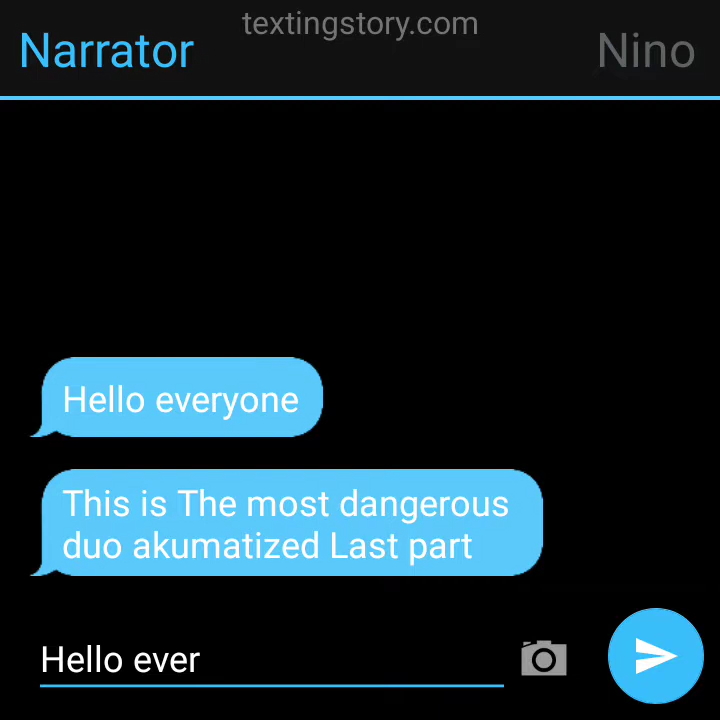 textingstory.com
Narrator
Nino
Hello everyone
This is The most dangerous
duo akumatized Last part
Hello ever